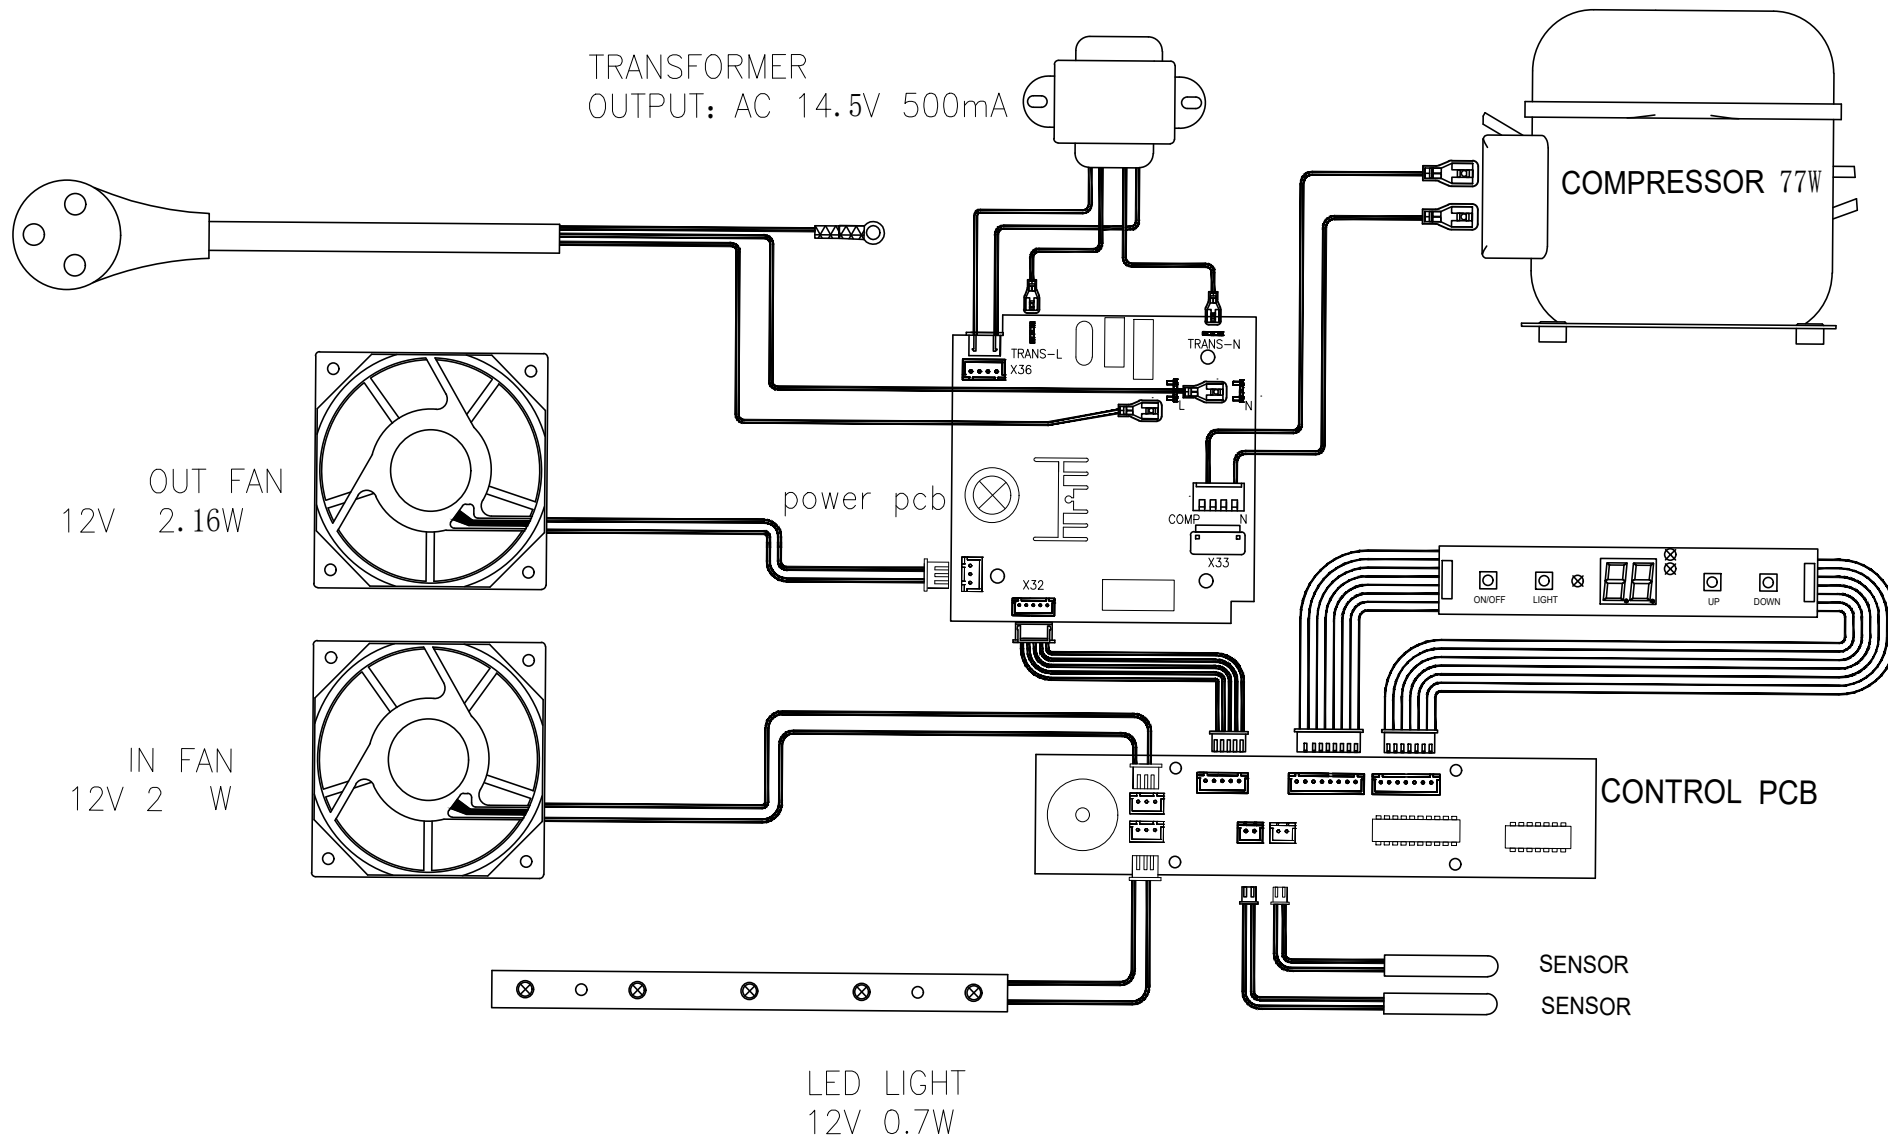 TRANSFORMER
OUTPUT: AC 14.5V 500mA
COMPRESSOR 77W
TRANS-L
TRANS-N
X36
L
N
OUT FAN
12V 2.16W
power pcb
COMP
N
X33
X32
ON/OFF
LIGHT
UP
DOWN
IN FAN
12V 2 W
CONTROL PCB
SENSOR
SENSOR
LED LIGHT
12V 0.7W